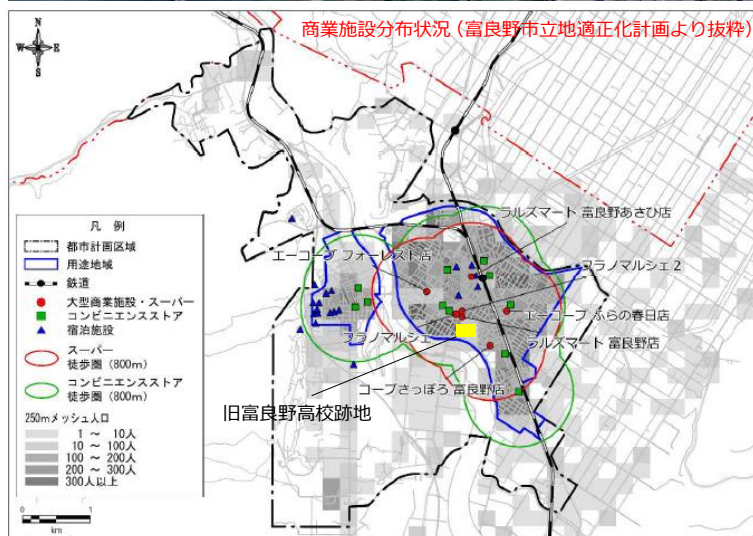 商業施設分布状況（富良野市立地適正化計画より抜粋）
N
W E
S
ラルズマート 富良野あさひ店
エーコープ フォーレスト店
フラノマルシェ２
エーコープ ふらの春日店
フラノマルシェ
ラルズマート 富良野店
コープさっぽろ 富良野店
旧富良野高校跡地
凡 例
都市計画区域
用途地域
鉄道
大型商業施設・スーパー
コンビニエンスストア
宿泊施設
スーパー
徒歩圏（800m）
コンビニエンスストア
徒歩圏（800m）
250mメッシュ人口
1 ～ 10人
10 ～ 100人
100 ～ 200人
200 ～ 300人
300人以上
0 1
km